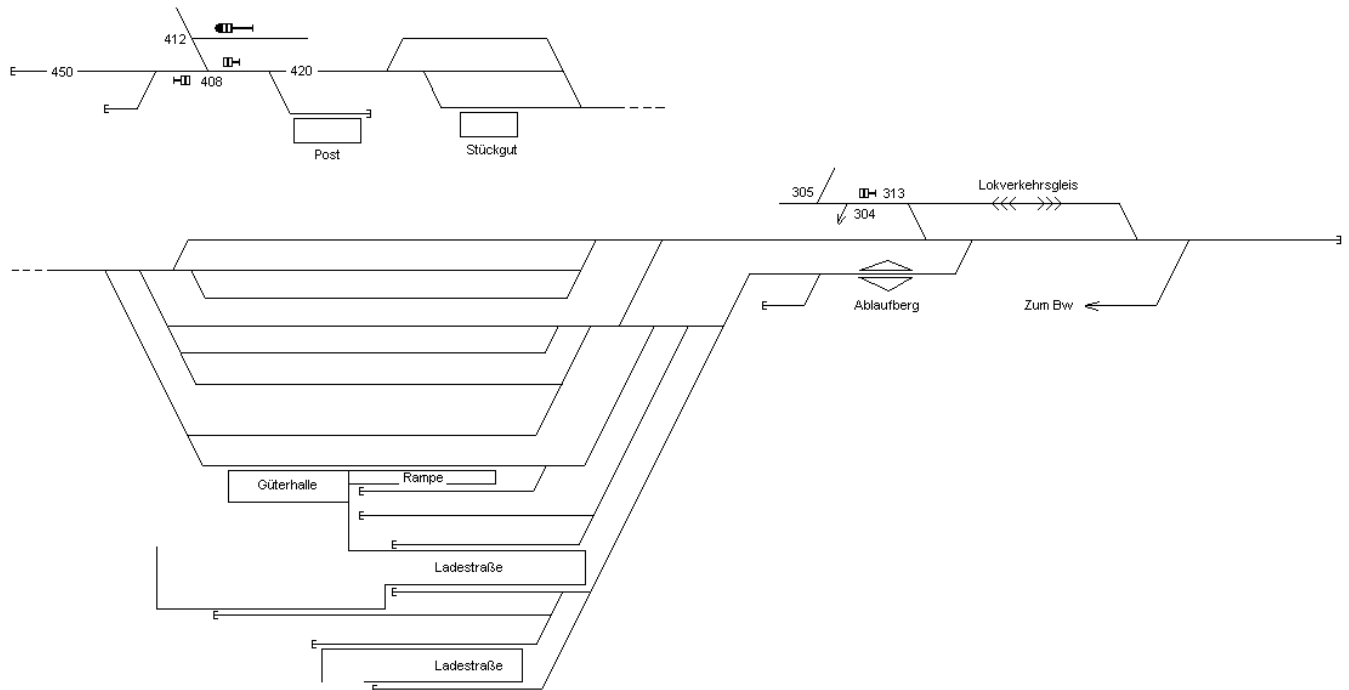 412
450
408
420
Post
Stückgut
305
313
Lokverkehrsgleis
304
Ablaufberg
Zum Bw
Güterhalle
Rampe
Ladestraße
Ladestraße